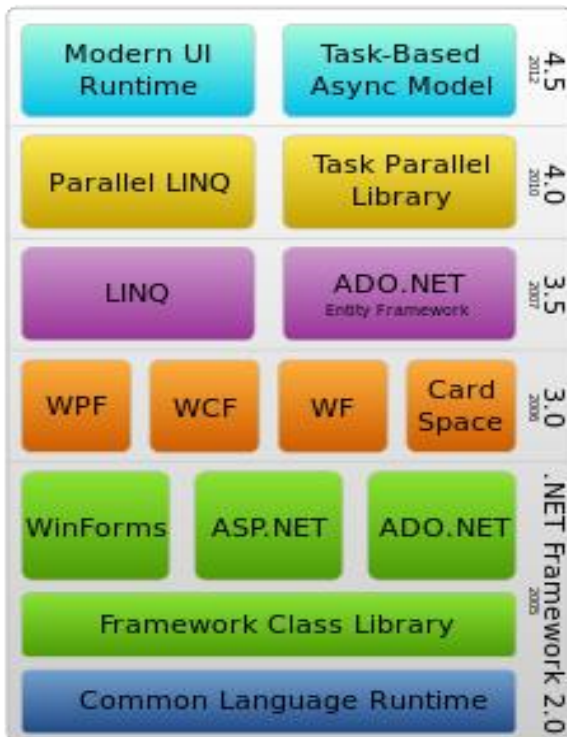 Modern UI
Runtime
Task-Based
Async Model
4.5
2012
Parallel LINQ
Task Parallel
Library
4.0
2010
LINQ
ADO.NET
Entity Framework
3.5
2007
WPF
WCF
WF
Card
Space
3.0
2006
WinForms
ASP.NET
ADO.NET
Framework Class Library
Common Language Runtime
.NET Framework 2.0
2005